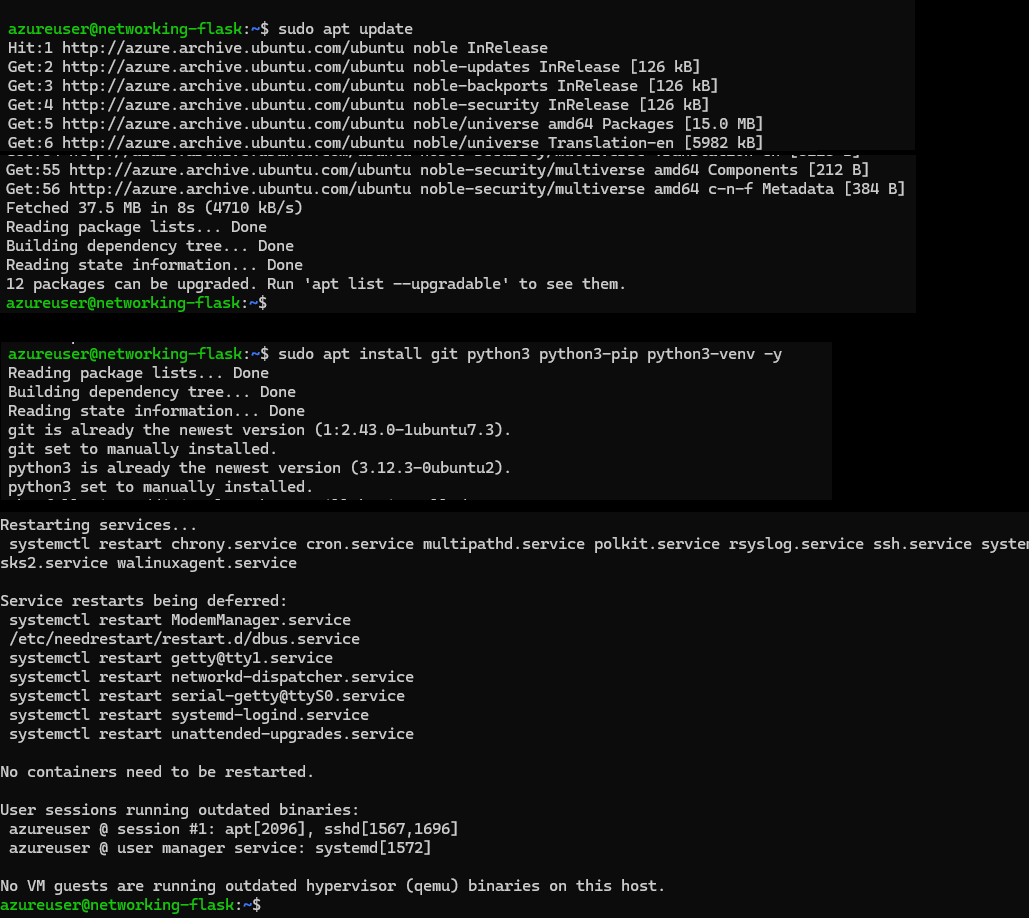 azureuser@networking-flask:~$ sudo apt update
Hit:1 http://azure.archive.ubuntu.com/ubuntu noble InRelease
Get:2 http://azure.archive.ubuntu.com/ubuntu noble-updates InRelease [126 kB]
Get:3 http://azure.archive.ubuntu.com/ubuntu noble-backports InRelease [126 kB]
Get:4 http://azure.archive.ubuntu.com/ubuntu noble-security InRelease [126 kB]
Get:5 http://azure.archive.ubuntu.com/ubuntu noble/universe amd64 Packages [15.0 MB]
Get:6 http://azure.archive.ubuntu.com/ubuntu noble/universe Translation-en [5982 kB]
Get:55 http://azure.archive.ubuntu.com/ubuntu noble-security/multiverse amd64 Components [212 B]
Get:56 http://azure.archive.ubuntu.com/ubuntu noble-security/multiverse amd64 c-n-f Metadata [384 B]
Fetched 37.5 MB in 8s (4710 kB/s)
Reading package lists... Done
Building dependency tree... Done
Reading state information... Done
12 packages can be upgraded. Run 'apt list --upgradable' to see them.
azureuser@networking-flask:~$
azureuser@networking-flask:~$ sudo apt install git python3 python3-pip python3-venv -y
Reading package lists... Done
Building dependency tree... Done
Reading state information... Done
git is already the newest version (1:2.43.0-1ubuntu7.3).
git set to manually installed.
python3 is already the newest version (3.12.3-0ubuntu2).
python3 set to manually installed.
Restarting services...
systemctl restart chrony.service cron.service multipathd.service polkit.service rsyslog.service ssh.service system
sks2.service walinuxagent.service
Service restarts being deferred:
systemctl restart ModemManager.service
/etc/needrestart/restart.d/dbus.service
systemctl restart getty@tty1.service
systemctl restart networkd-dispatcher.service
systemctl restart serial-getty@ttyS0.service
systemctl restart systemd-logind.service
systemctl restart unattended-upgrades.service
No containers need to be restarted.
User sessions running outdated binaries:
azureuser @ session #1: apt[2096], sshd[1567,1696]
azureuser @ user manager service: systemd[1572]
No VM guests are running outdated hypervisor (qemu) binaries on this host.
azureuser@networking-flask:~$